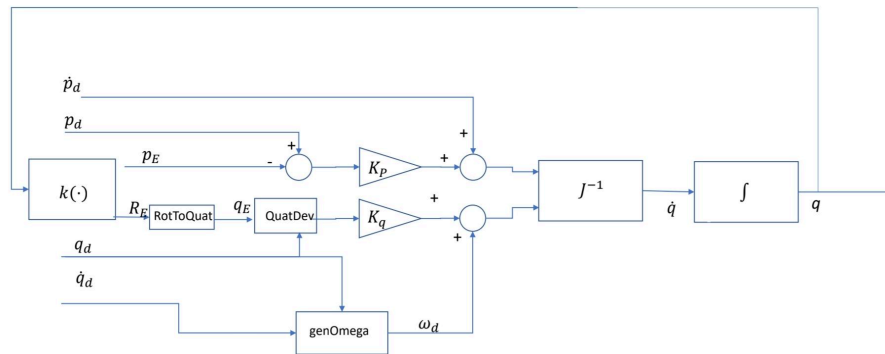 ṗ_d
p_d
+
+
p_E
-
K_P
+
k(·)
J⁻¹
∫
R_E
RotToQuat
q_E
QuatDev
K_q
+
+
q̇
q
q_d
q̇_d
genOmega
ω_d